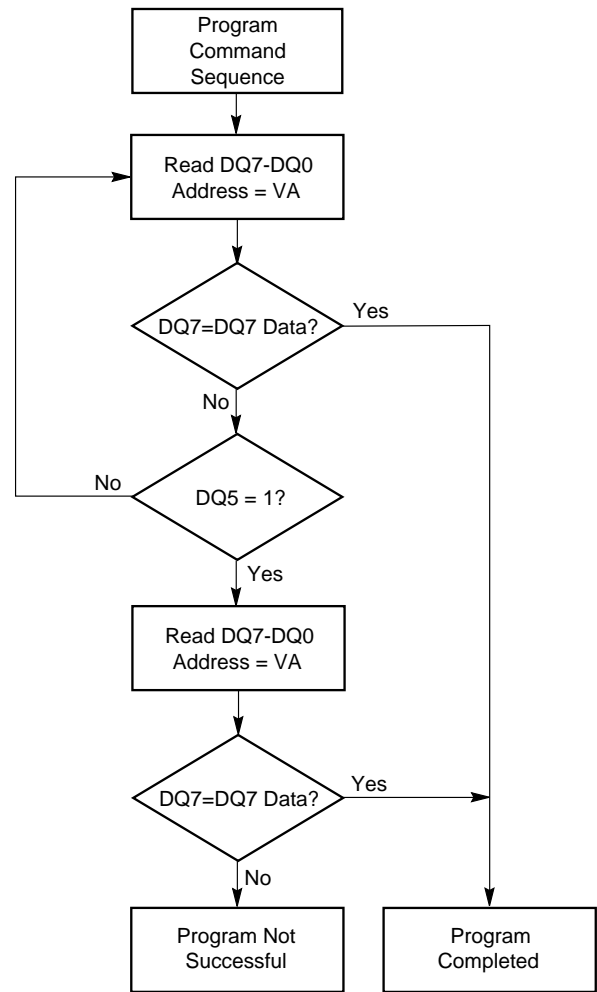 Program
Command
Sequence
Read DQ7-DQ0
Address = VA
DQ7=DQ7 Data?
Yes
No
No
DQ5 = 1?
Yes
Read DQ7-DQ0
Address = VA
DQ7=DQ7 Data?
Yes
No
Program Not
Successful
Program
Completed